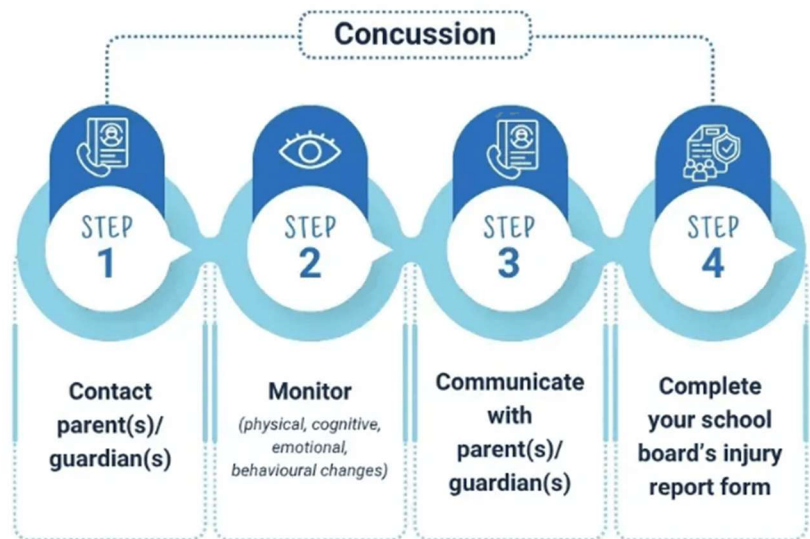 Concussion
STEP
1
STEP
2
STEP
3
STEP
4
Contact
parent(s)/
guardian(s)
Monitor
(physical, cognitive,
emotional,
behavioural changes)
Communicate
with
parent(s)/
guardian(s)
Complete
your school
board's injury
report form